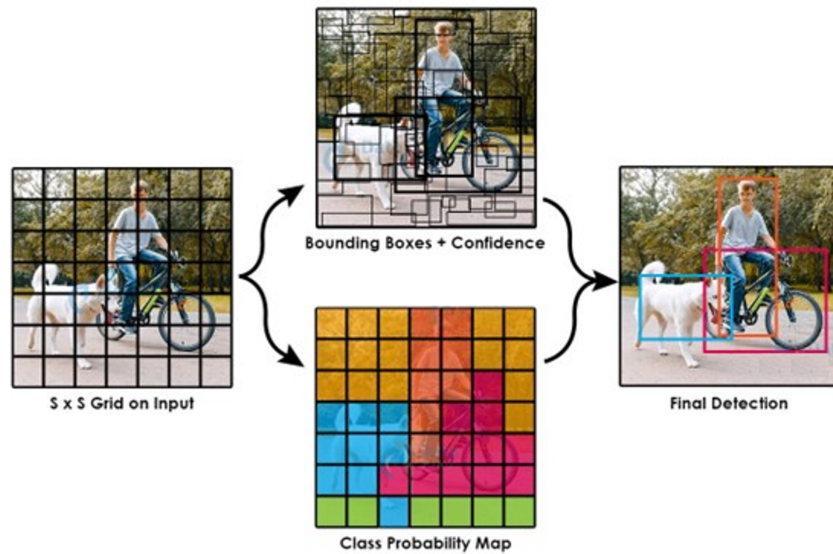 Bounding Boxes + Confidence
S x S Grid on Input
Final Detection
Class Probability Map